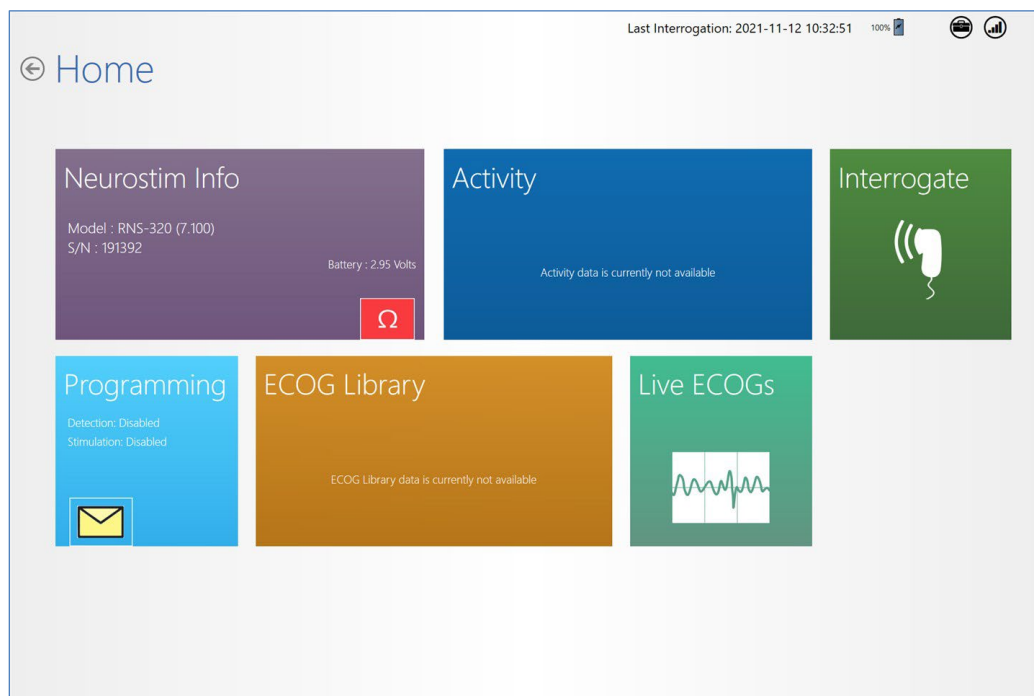 Last Interrogation: 2021-11-12 10:32:51 100%
Home
Neurostim Info
Model : RNS-320 (7.100)
S/N : 191392
Battery : 2.95 Volts
Ω
Activity
Activity data is currently not available
Interrogate
Programming
Detection: Disabled
Stimulation: Disabled
ECOG Library
ECOG Library data is currently not available
Live ECOGs